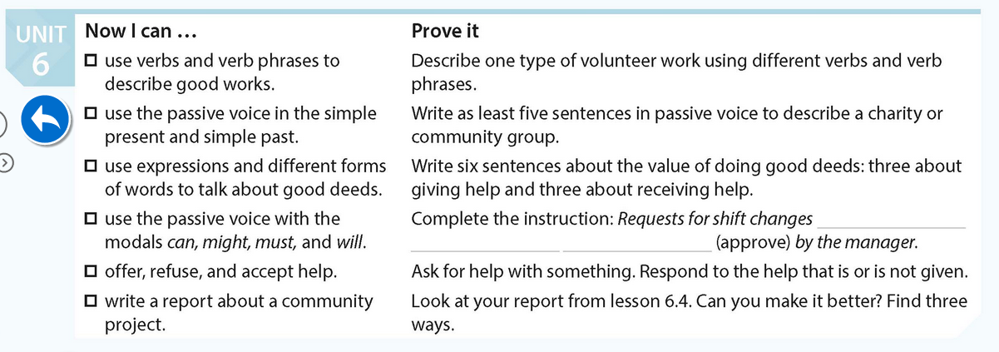 UNIT
6
Now I can …
Prove it
use verbs and verb phrases to
describe good works.
Describe one type of volunteer work using different verbs and verb
phrases.
use the passive voice in the simple
present and simple past.
Write as least five sentences in passive voice to describe a charity or
community group.
use expressions and different forms
of words to talk about good deeds.
Write six sentences about the value of doing good deeds: three about
giving help and three about receiving help.
use the passive voice with the
modals can, might, must, and will.
Complete the instruction: Requests for shift changes ____________
____________ ____________ (approve) by the manager.
offer, refuse, and accept help.
Ask for help with something. Respond to the help that is or is not given.
write a report about a community
project.
Look at your report from lesson 6.4. Can you make it better? Find three
ways.